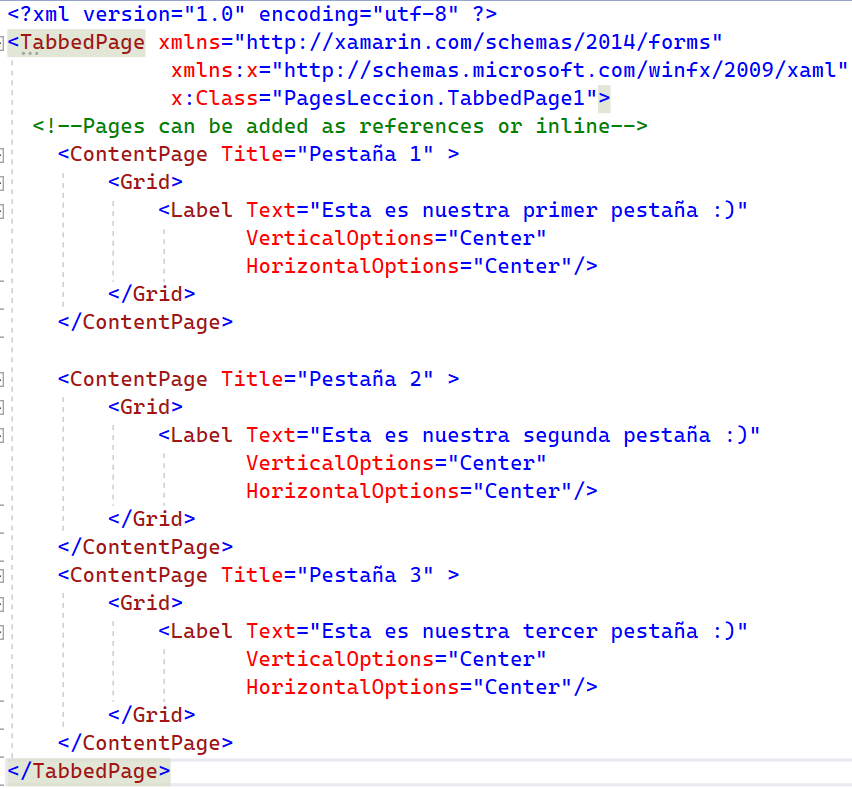 <?xml version="1.0" encoding="utf-8" ?>
<TabbedPage xmlns="http://xamarin.com/schemas/2014/forms"
             xmlns:x="http://schemas.microsoft.com/winfx/2009/xaml"
             x:Class="PagesLeccion.TabbedPage1">
  <!--Pages can be added as references or inline-->
    <ContentPage Title="Pestaña 1" >
        <Grid>
            <Label Text="Esta es nuestra primer pestaña :)"
                   VerticalOptions="Center"
                   HorizontalOptions="Center"/>
        </Grid>
    </ContentPage>

    <ContentPage Title="Pestaña 2" >
        <Grid>
            <Label Text="Esta es nuestra segunda pestaña :)"
                   VerticalOptions="Center"
                   HorizontalOptions="Center"/>
        </Grid>
    </ContentPage>
    <ContentPage Title="Pestaña 3" >
        <Grid>
            <Label Text="Esta es nuestra tercer pestaña :)"
                   VerticalOptions="Center"
                   HorizontalOptions="Center"/>
        </Grid>
    </ContentPage>
</TabbedPage>